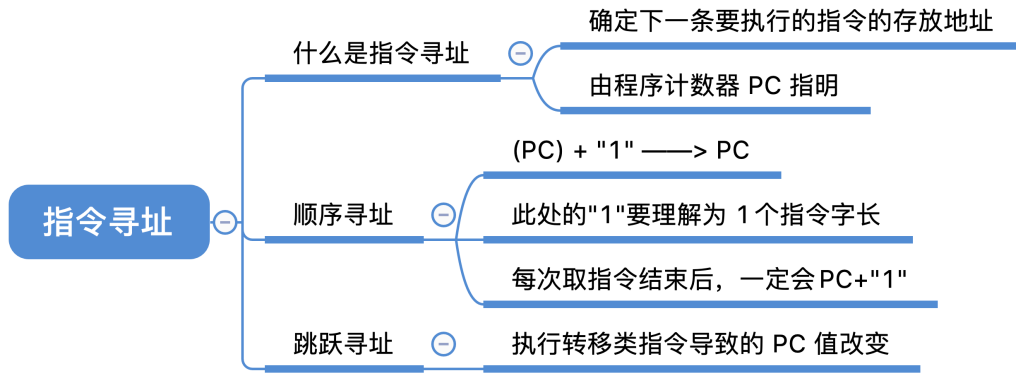 指令寻址
什么是指令寻址
确定下一条要执行的指令的存放地址
由程序计数器 PC 指明
顺序寻址
(PC) + "1" ——> PC
此处的"1"要理解为 1个指令字长
每次取指令结束后，一定会PC+"1"
跳跃寻址
执行转移类指令导致的 PC 值改变